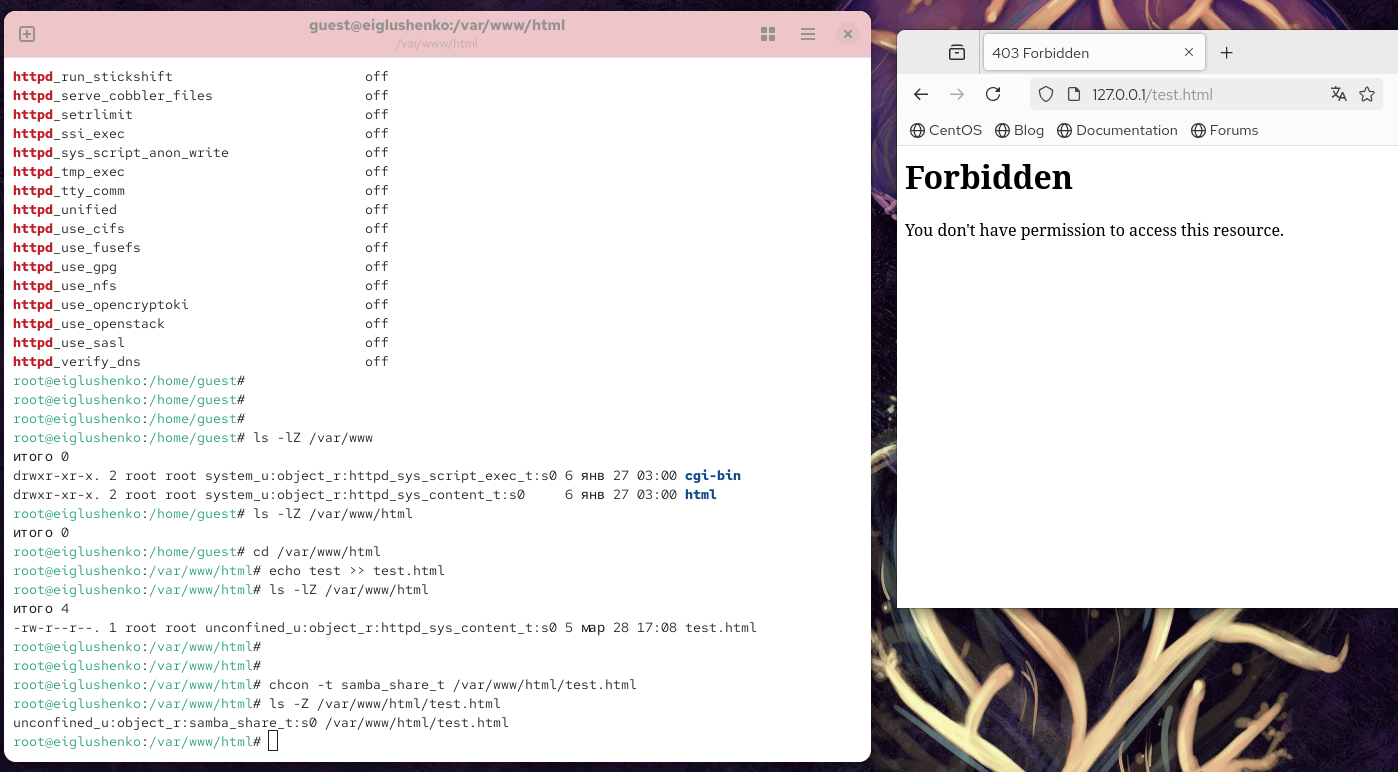 guest@eiglushenko:/var/www/html
/var/www/html
httpd_run_stickshift off
httpd_serve_cobbler_files off
httpd_setrlimit off
httpd_ssi_exec off
httpd_sys_script_anon_write off
httpd_tmp_exec off
httpd_tty_comm off
httpd_unified off
httpd_use_cifs off
httpd_use_fusefs off
httpd_use_gpg off
httpd_use_nfs off
httpd_use_opencryptoki off
httpd_use_openstack off
httpd_use_sasl off
httpd_verify_dns off
root@eiglushenko:/home/guest#
root@eiglushenko:/home/guest#
root@eiglushenko:/home/guest#
root@eiglushenko:/home/guest# ls -lZ /var/www
итого 0
drwxr-xr-x. 2 root root system_u:object_r:httpd_sys_script_exec_t:s0 6 янв 27 03:00 cgi-bin
drwxr-xr-x. 2 root root system_u:object_r:httpd_sys_content_t:s0 6 янв 27 03:00 html
root@eiglushenko:/home/guest# ls -lZ /var/www/html
итого 0
root@eiglushenko:/home/guest# cd /var/www/html
root@eiglushenko:/var/www/html# echo test >> test.html
root@eiglushenko:/var/www/html# ls -lZ /var/www/html
итого 4
-rw-r--r--. 1 root root unconfined_u:object_r:httpd_sys_content_t:s0 5 мар 28 17:08 test.html
root@eiglushenko:/var/www/html#
root@eiglushenko:/var/www/html#
root@eiglushenko:/var/www/html# chcon -t samba_share_t /var/www/html/test.html
root@eiglushenko:/var/www/html# ls -Z /var/www/html/test.html
unconfined_u:object_r:samba_share_t:s0 /var/www/html/test.html
root@eiglushenko:/var/www/html#
403 Forbidden
127.0.0.1/test.html
CentOS Blog Documentation Forums
Forbidden
You don't have permission to access this resource.